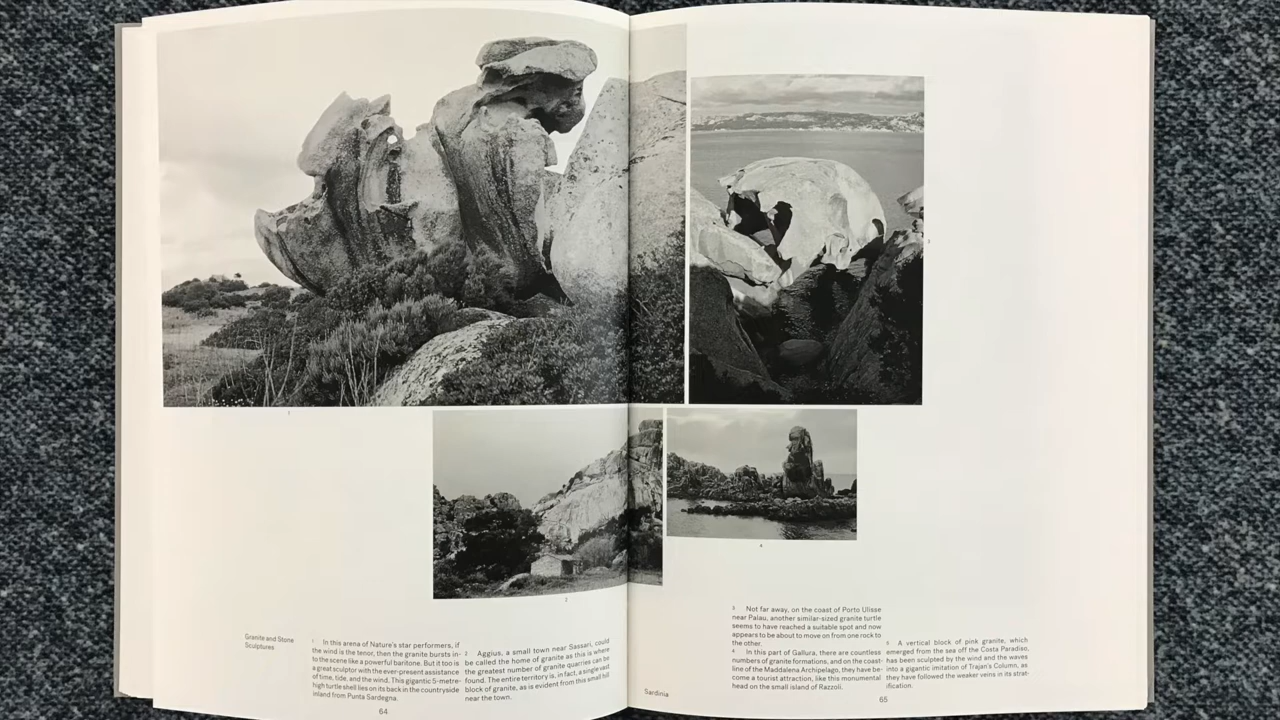 1
2
3
4
Granite and Stone
Sculptures
1 In this arena of Nature's star performers, if
the wind is the tenor, then the granite bursts in-
to the scene like a powerful baritone. But it too is
a great sculptor with the ever-present assistance
of time, tide, and the wind. This gigantic 5-metre-
high turtle shell lies on its back in the countryside
inland from Punta Sardegna.
2 Aggius, a small town near Sassari, could
be called the home of granite as this is where
the greatest number of granite quarries can be
found. The entire territory is, in fact, a single vast
block of granite, as is evident from this small hill
near the town.
64
3 Not far away, on the coast of Porto Ulisse
near Palau, another similar-sized granite turtle
seems to have reached a suitable spot and now
appears to be about to move on from one rock to
the other.
4 In this part of Gallura, there are countless
numbers of granite formations, and on the coast-
line of the Maddalena Archipelago, they have be-
come a tourist attraction, like this monumental
head on the small island of Razzoli.
5 A vertical block of pink granite, which
emerged from the sea off the Costa Paradiso,
has been sculpted by the wind and the waves
into a gigantic imitation of Trajan's Column, as
they have followed the weaker veins in its strat-
ification.
Sardinia
65